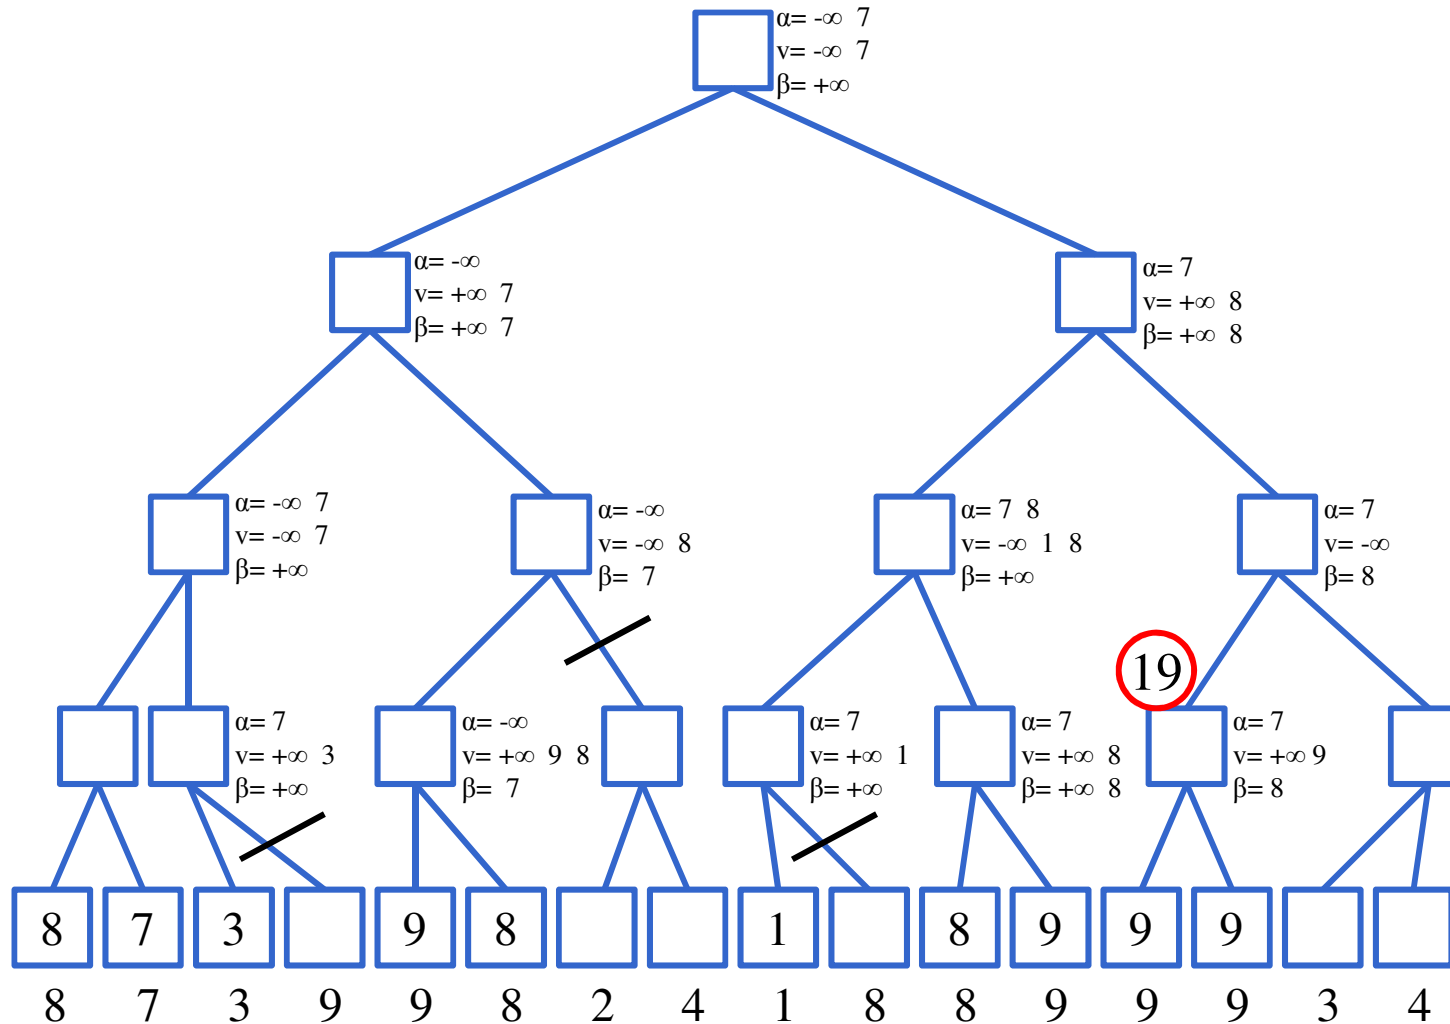 α= -∞ 7
v= -∞ 7
β= +∞
α= -∞
v= +∞ 7
β= +∞ 7
α= 7
v= +∞ 8
β= +∞ 8
α= -∞ 7
v= -∞ 7
β= +∞
α= -∞
v= -∞ 8
β= 7
α= 7 8
v= -∞ 1 8
β= +∞
α= 7
v= -∞
β= 8
19
α= 7
v= +∞ 3
β= +∞
α= -∞
v= +∞ 9 8
β= 7
α= 7
v= +∞ 1
β= +∞
α= 7
v= +∞ 8
β= +∞ 8
α= 7
v= +∞ 9
β= 8
8 7 3 9 8 1 8 9 9 9
8 7 3 9 9 8 2 4 1 8 8 9 9 9 3 4